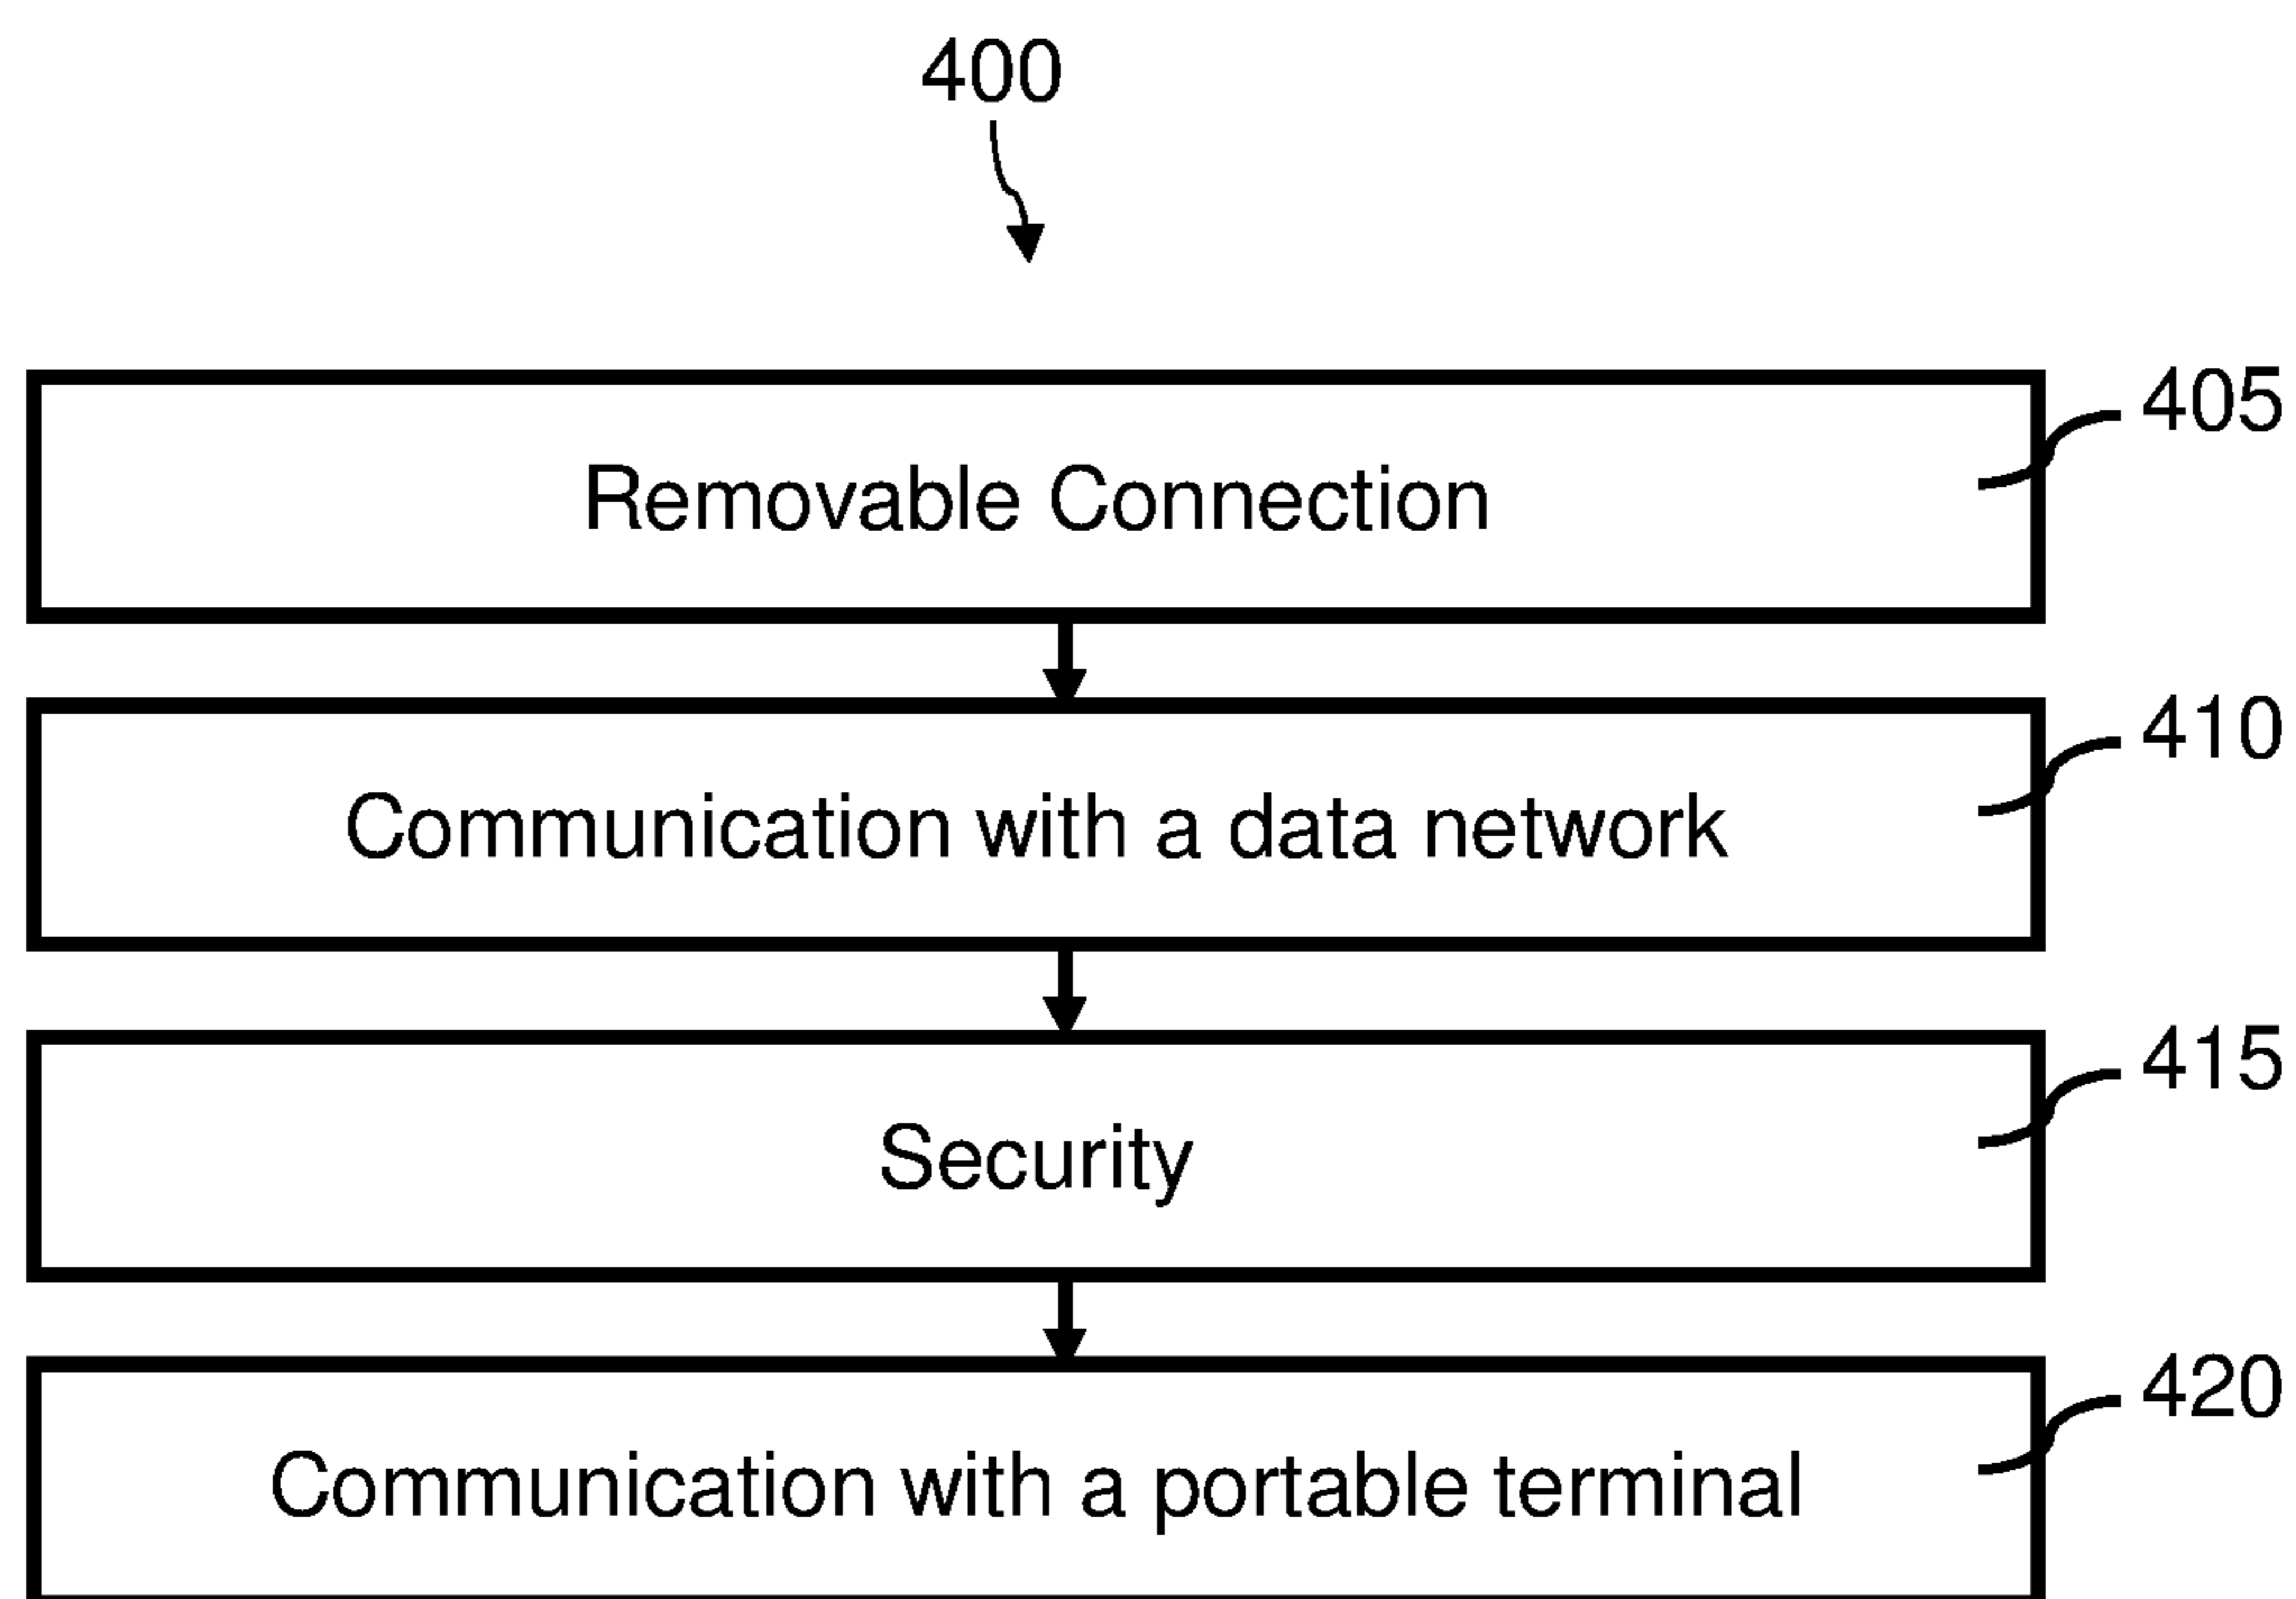 400
405
Removable Connection
410
Communication with a data network
415
Security
420
Communication with a portable terminal